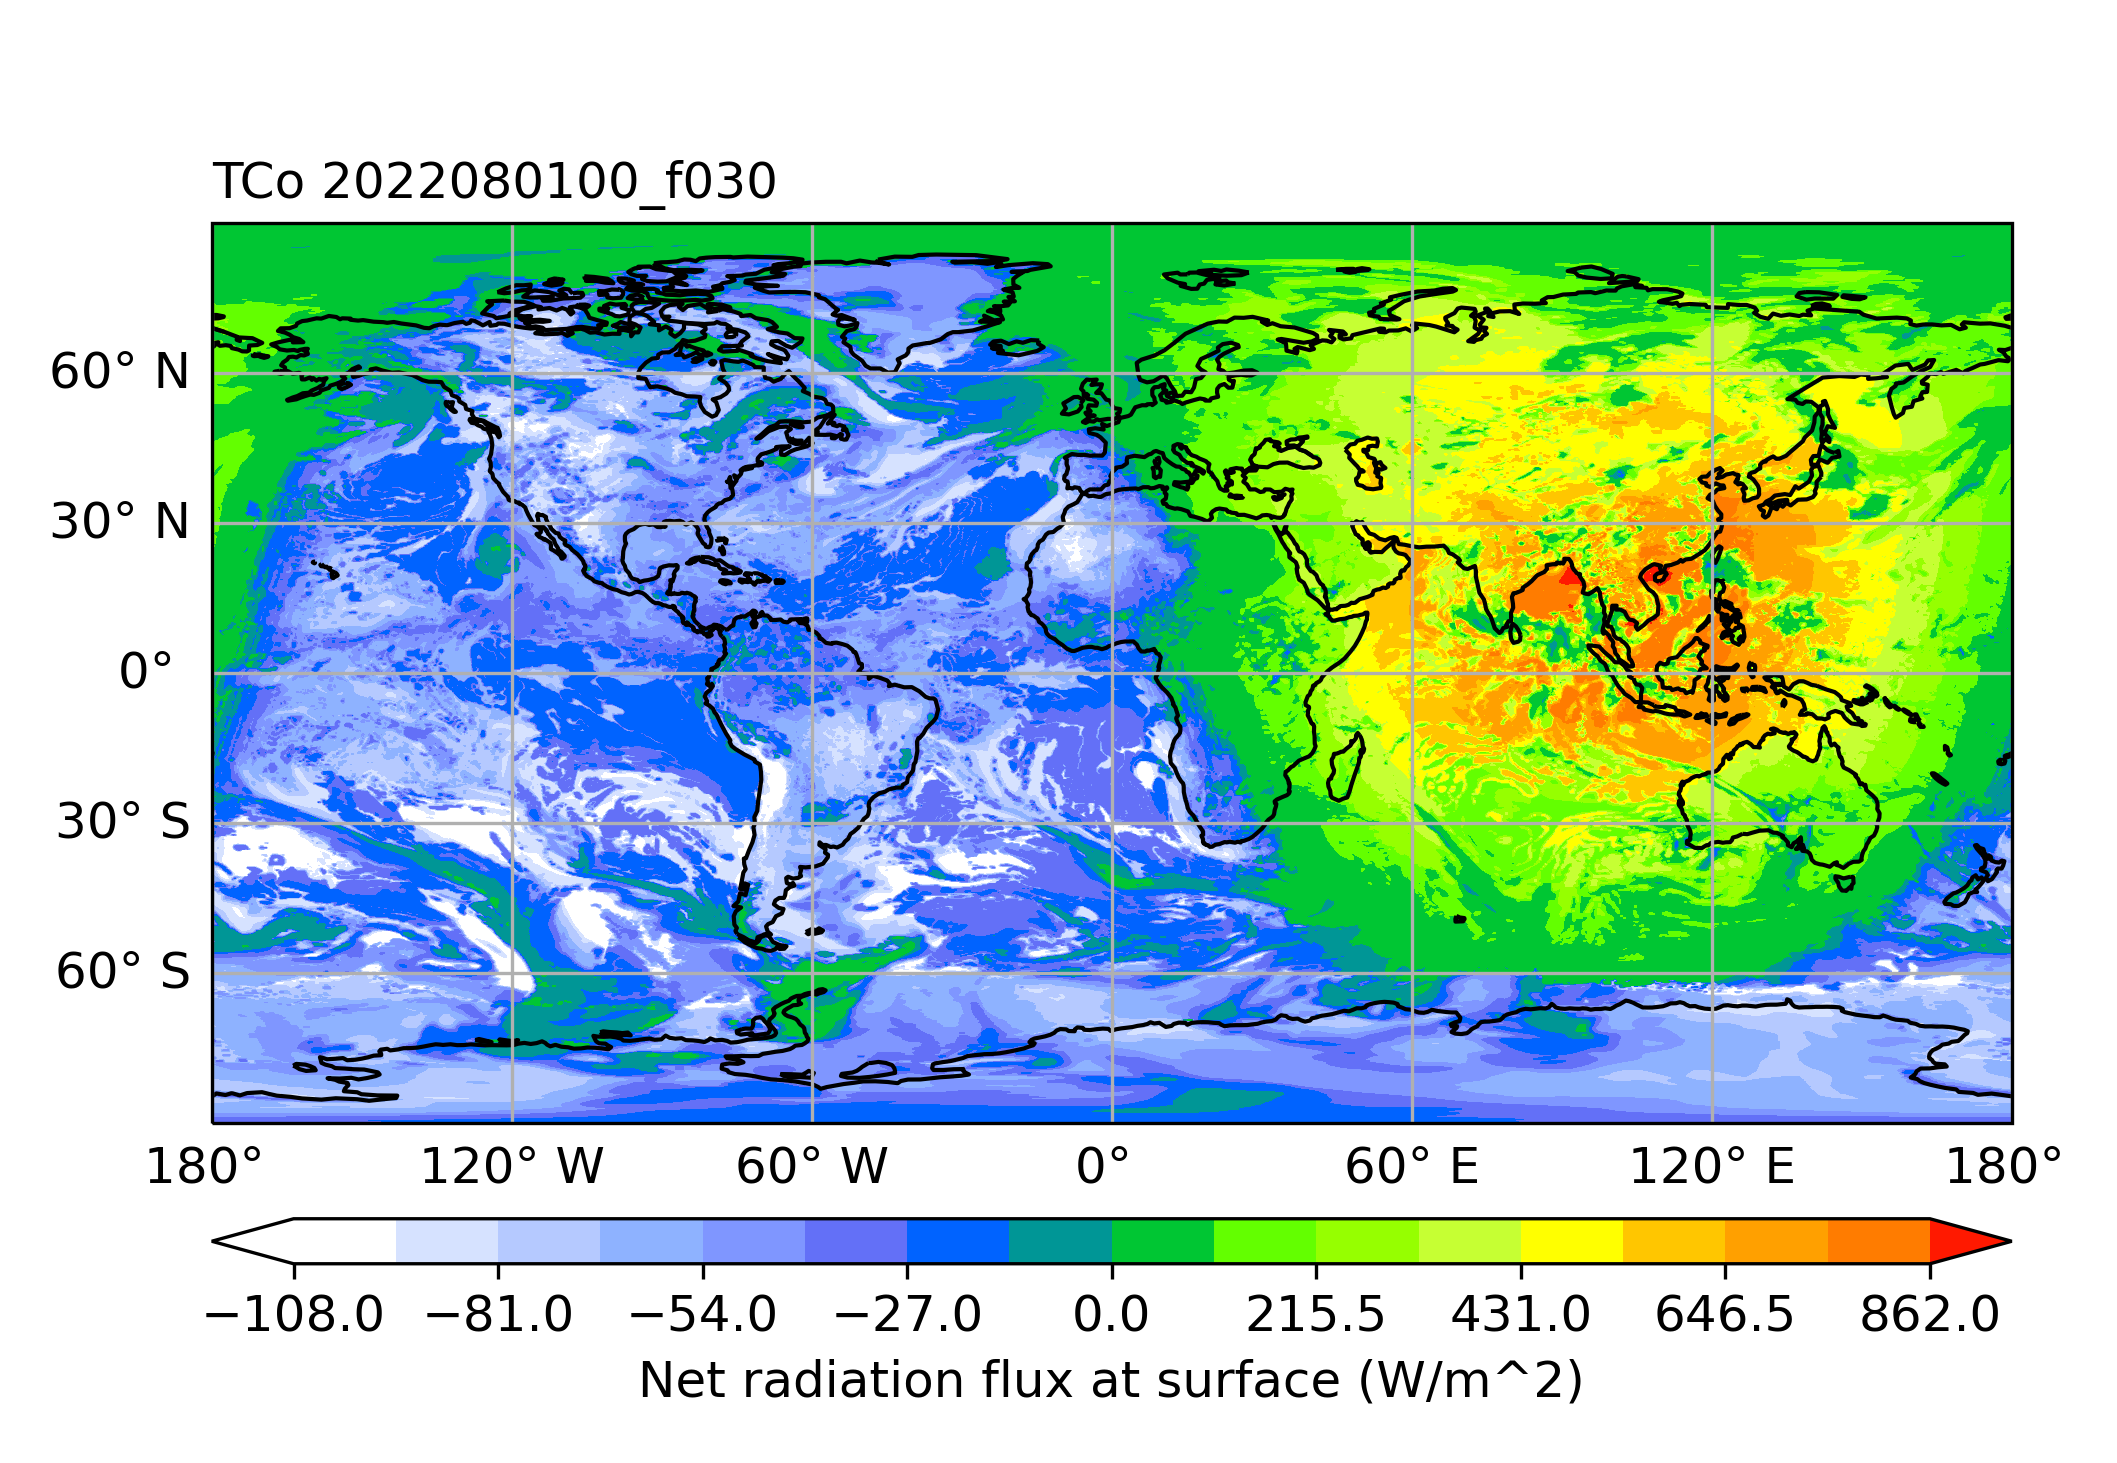 TCo 2022080100_f030
60° N
30° N
0°
30° S
60° S
180° 120° W 60° W 0° 60° E 120° E 180°
−108.0 −81.0 −54.0 −27.0 0.0 215.5 431.0 646.5 862.0
Net radiation flux at surface (W/m^2)